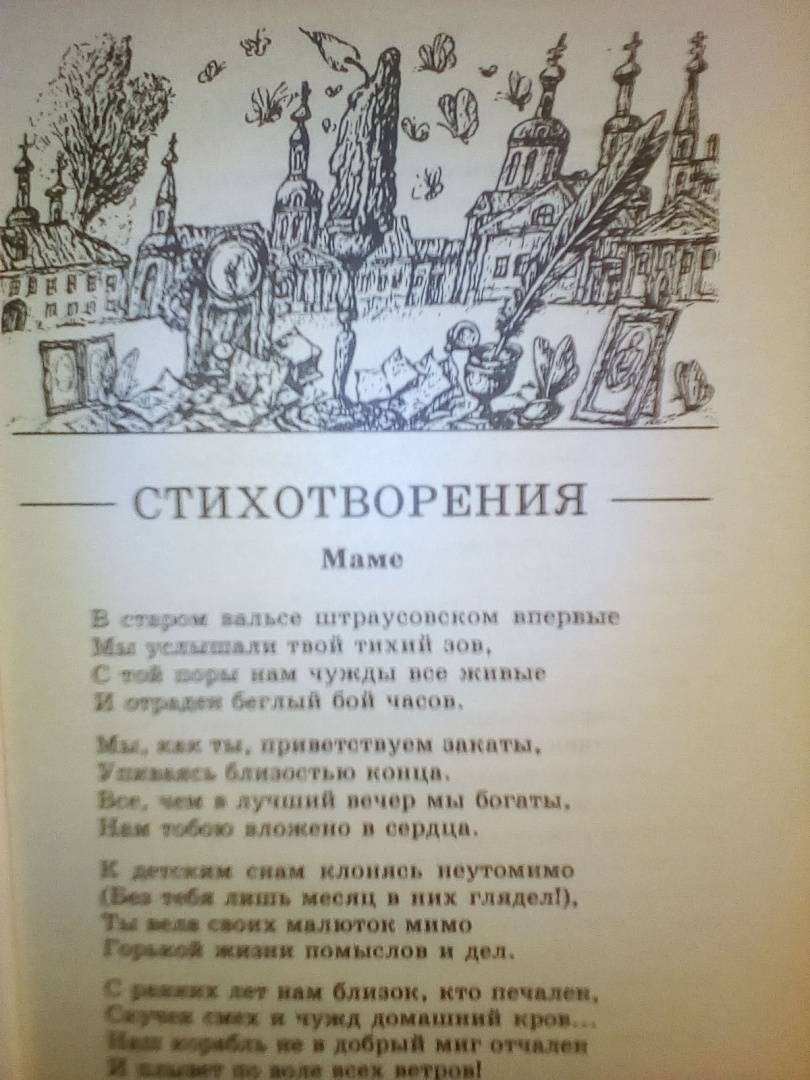 СТИХОТВОРЕНИЯ
Маме
В старом вальсе штраусовском впервые
Мы услышали твой тихий зов,
С той поры нам чужды все живые
И отраден беглый бой часов.
Мы, как ты, приветствуем закаты,
Упиваясь близостью конца.
Все, чем в лучший вечер мы богаты,
Нам тобою вложено в сердца.
К детским снам клонясь неутомимо
(Без тебя лишь месяц в них глядел!),
Ты вела своих малюток мимо
Горькой жизни помыслов и дел.
С ранних лет нам близок, кто печален,
Скучен смех и чужд домашний кров...
Наш корабль не в добрый миг отчален
И плывет по воле всех ветров!